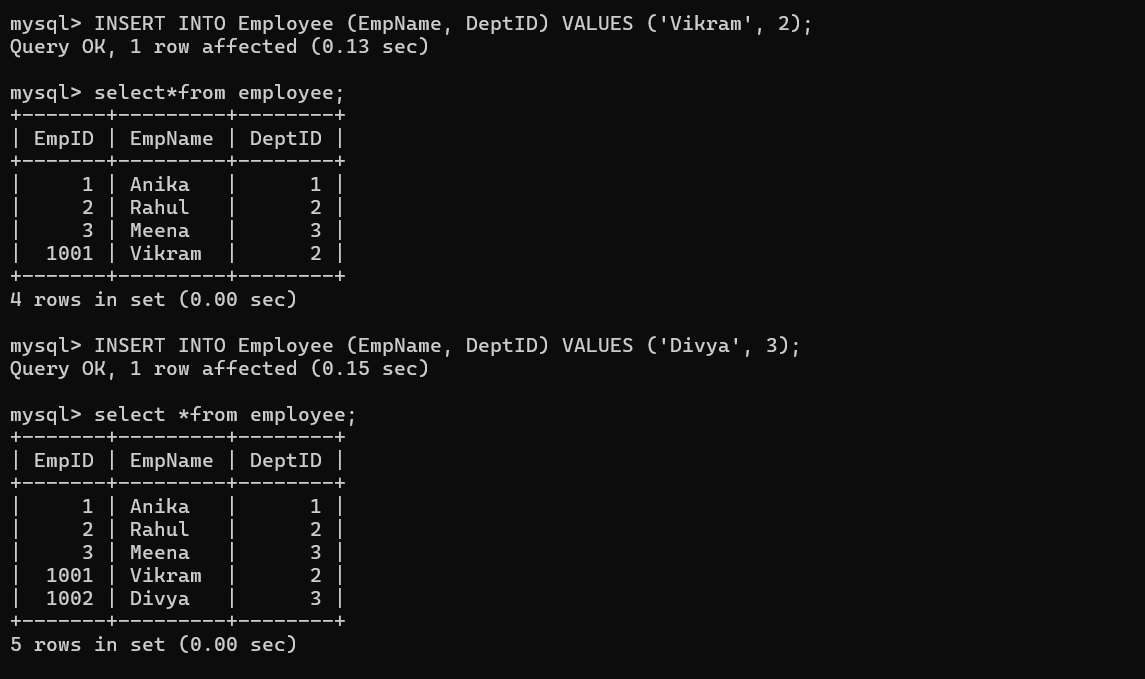 mysql> INSERT INTO Employee (EmpName, DeptID) VALUES ('Vikram', 2);
Query OK, 1 row affected (0.13 sec)

mysql> select*from employee;
+-------+---------+--------+
| EmpID | EmpName | DeptID |
+-------+---------+--------+
|     1 | Anika   |      1 |
|     2 | Rahul   |      2 |
|     3 | Meena   |      3 |
|  1001 | Vikram  |      2 |
+-------+---------+--------+
4 rows in set (0.00 sec)

mysql> INSERT INTO Employee (EmpName, DeptID) VALUES ('Divya', 3);
Query OK, 1 row affected (0.15 sec)

mysql> select *from employee;
+-------+---------+--------+
| EmpID | EmpName | DeptID |
+-------+---------+--------+
|     1 | Anika   |      1 |
|     2 | Rahul   |      2 |
|     3 | Meena   |      3 |
|  1001 | Vikram  |      2 |
|  1002 | Divya   |      3 |
+-------+---------+--------+
5 rows in set (0.00 sec)